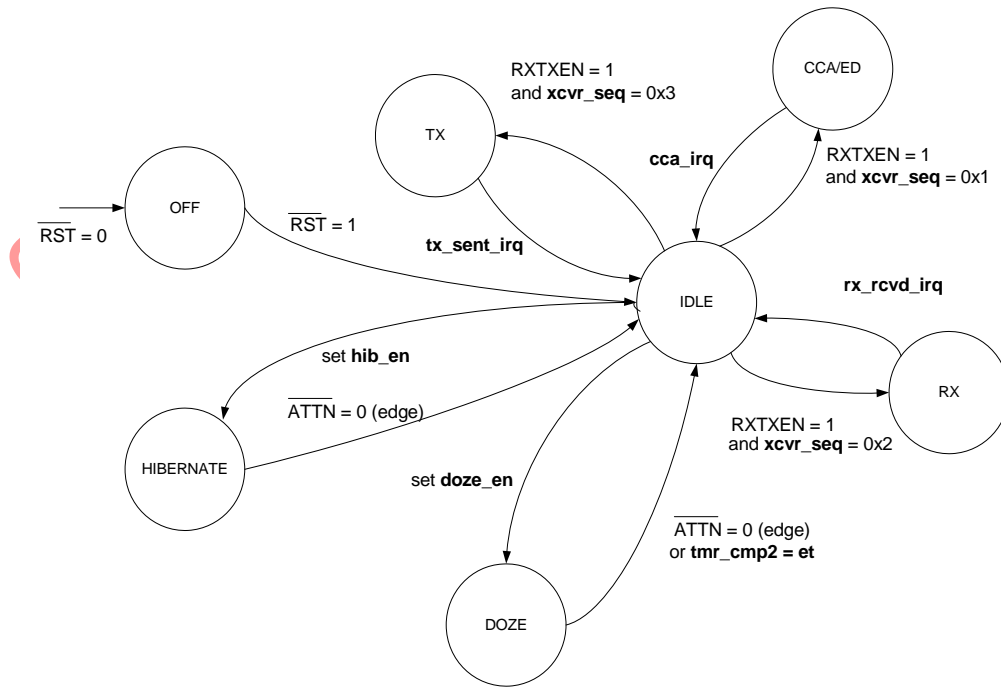 CCA/ED
RXTXEN = 1
and xcvr_seq = 0x3
TX
cca_irq
RXTXEN = 1
and xcvr_seq = 0x1
OFF
RST = 0
RST = 1
tx_sent_irq
IDLE
rx_rcvd_irq
set hib_en
RX
ATTN = 0 (edge)
RXTXEN = 1
and xcvr_seq = 0x2
HIBERNATE
set doze_en
ATTN = 0 (edge)
or tmr_cmp2 = et
DOZE